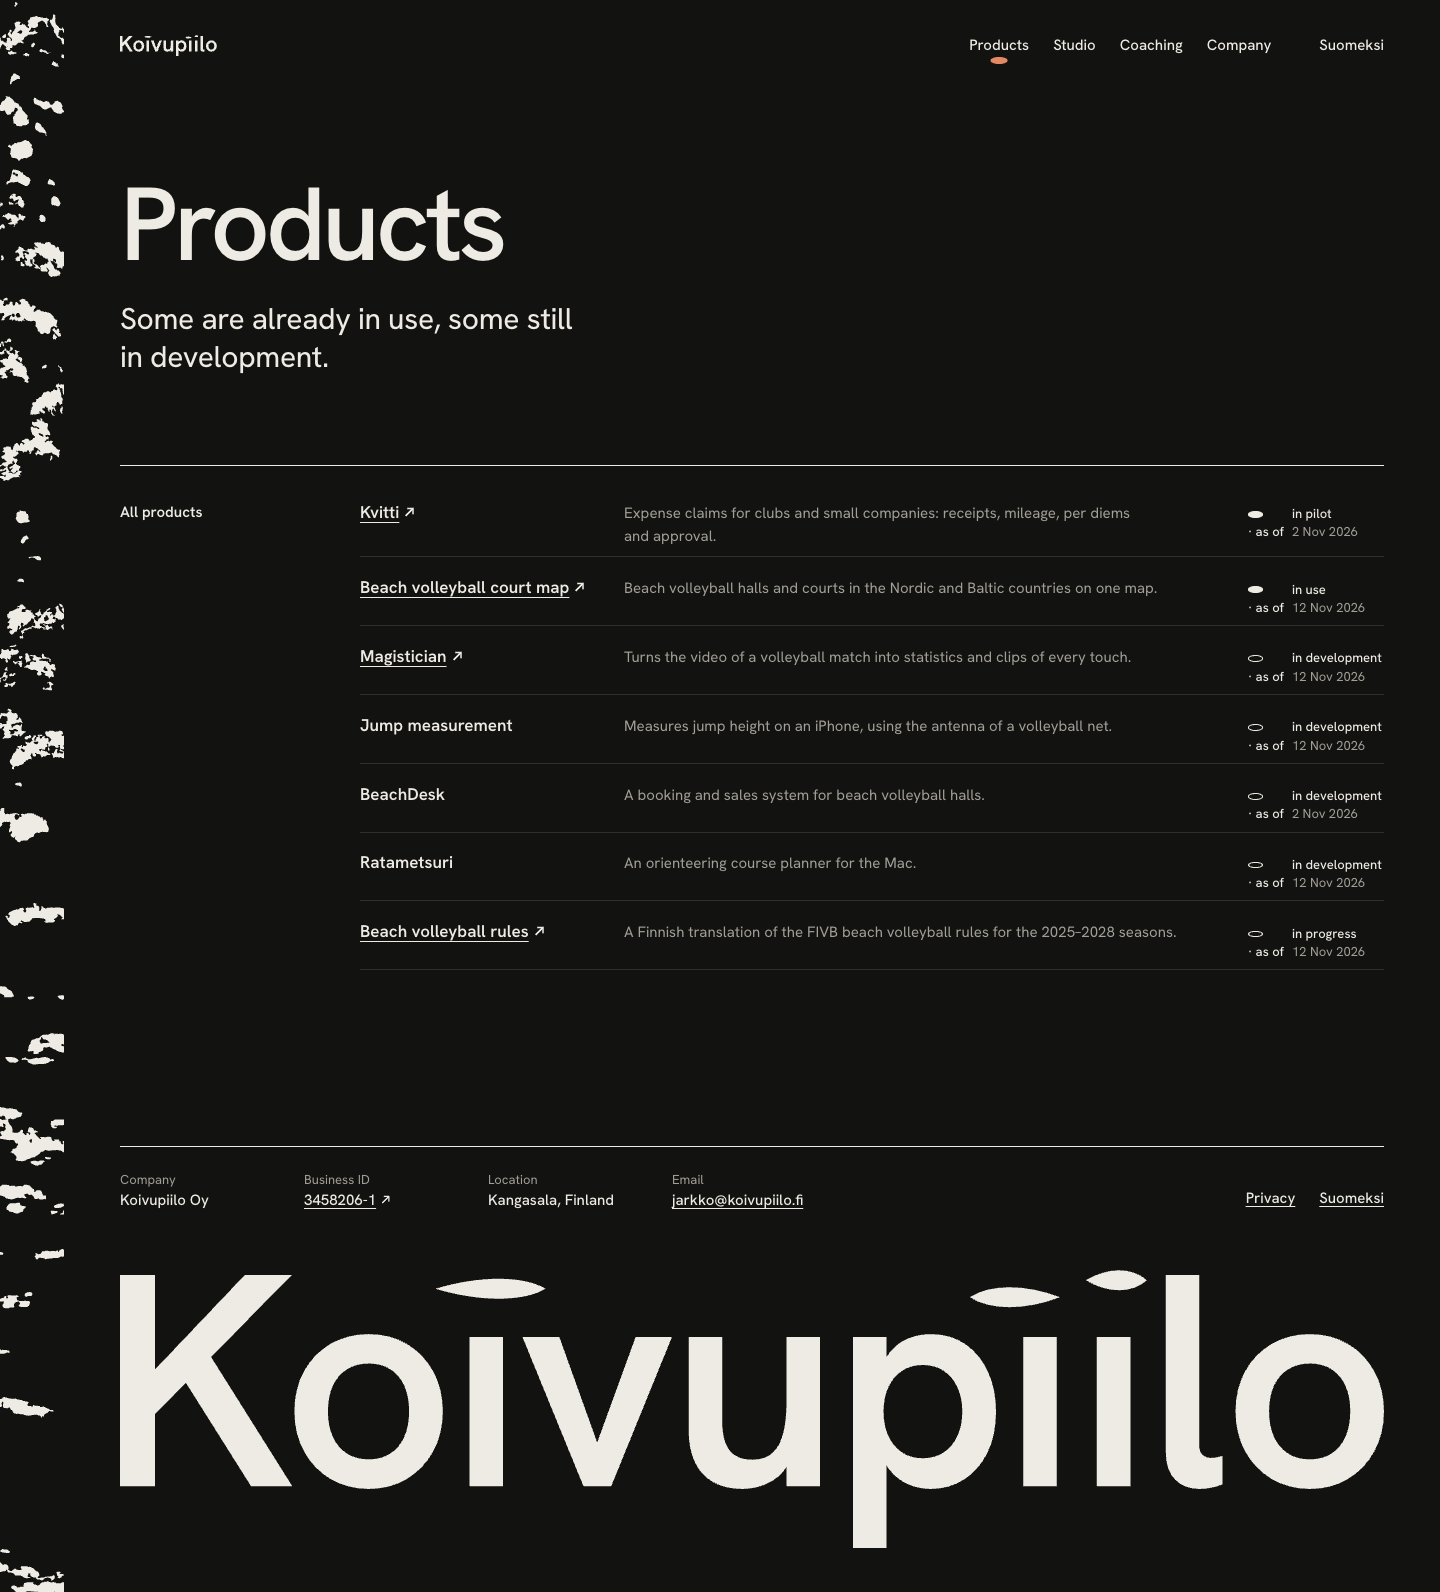 Koivupiilo
Products Studio Coaching Company Suomeksi
Products
Some are already in use, some still
in development.
All products
Kvitti ↗
Expense claims for clubs and small companies: receipts, mileage, per diems
and approval.
in pilot
· as of 2 Nov 2026
Beach volleyball court map ↗
Beach volleyball halls and courts in the Nordic and Baltic countries on one map.
in use
· as of 12 Nov 2026
Magistician ↗
Turns the video of a volleyball match into statistics and clips of every touch.
in development
· as of 12 Nov 2026
Jump measurement
Measures jump height on an iPhone, using the antenna of a volleyball net.
in development
· as of 12 Nov 2026
BeachDesk
A booking and sales system for beach volleyball halls.
in development
· as of 2 Nov 2026
Ratametsuri
An orienteering course planner for the Mac.
in development
· as of 12 Nov 2026
Beach volleyball rules ↗
A Finnish translation of the FIVB beach volleyball rules for the 2025–2028 seasons.
in progress
· as of 12 Nov 2026
Company
Koivupiilo Oy
Business ID
3458206-1 ↗
Location
Kangasala, Finland
Email
jarkko@koivupiilo.fi
Privacy Suomeksi
Koivupiilo